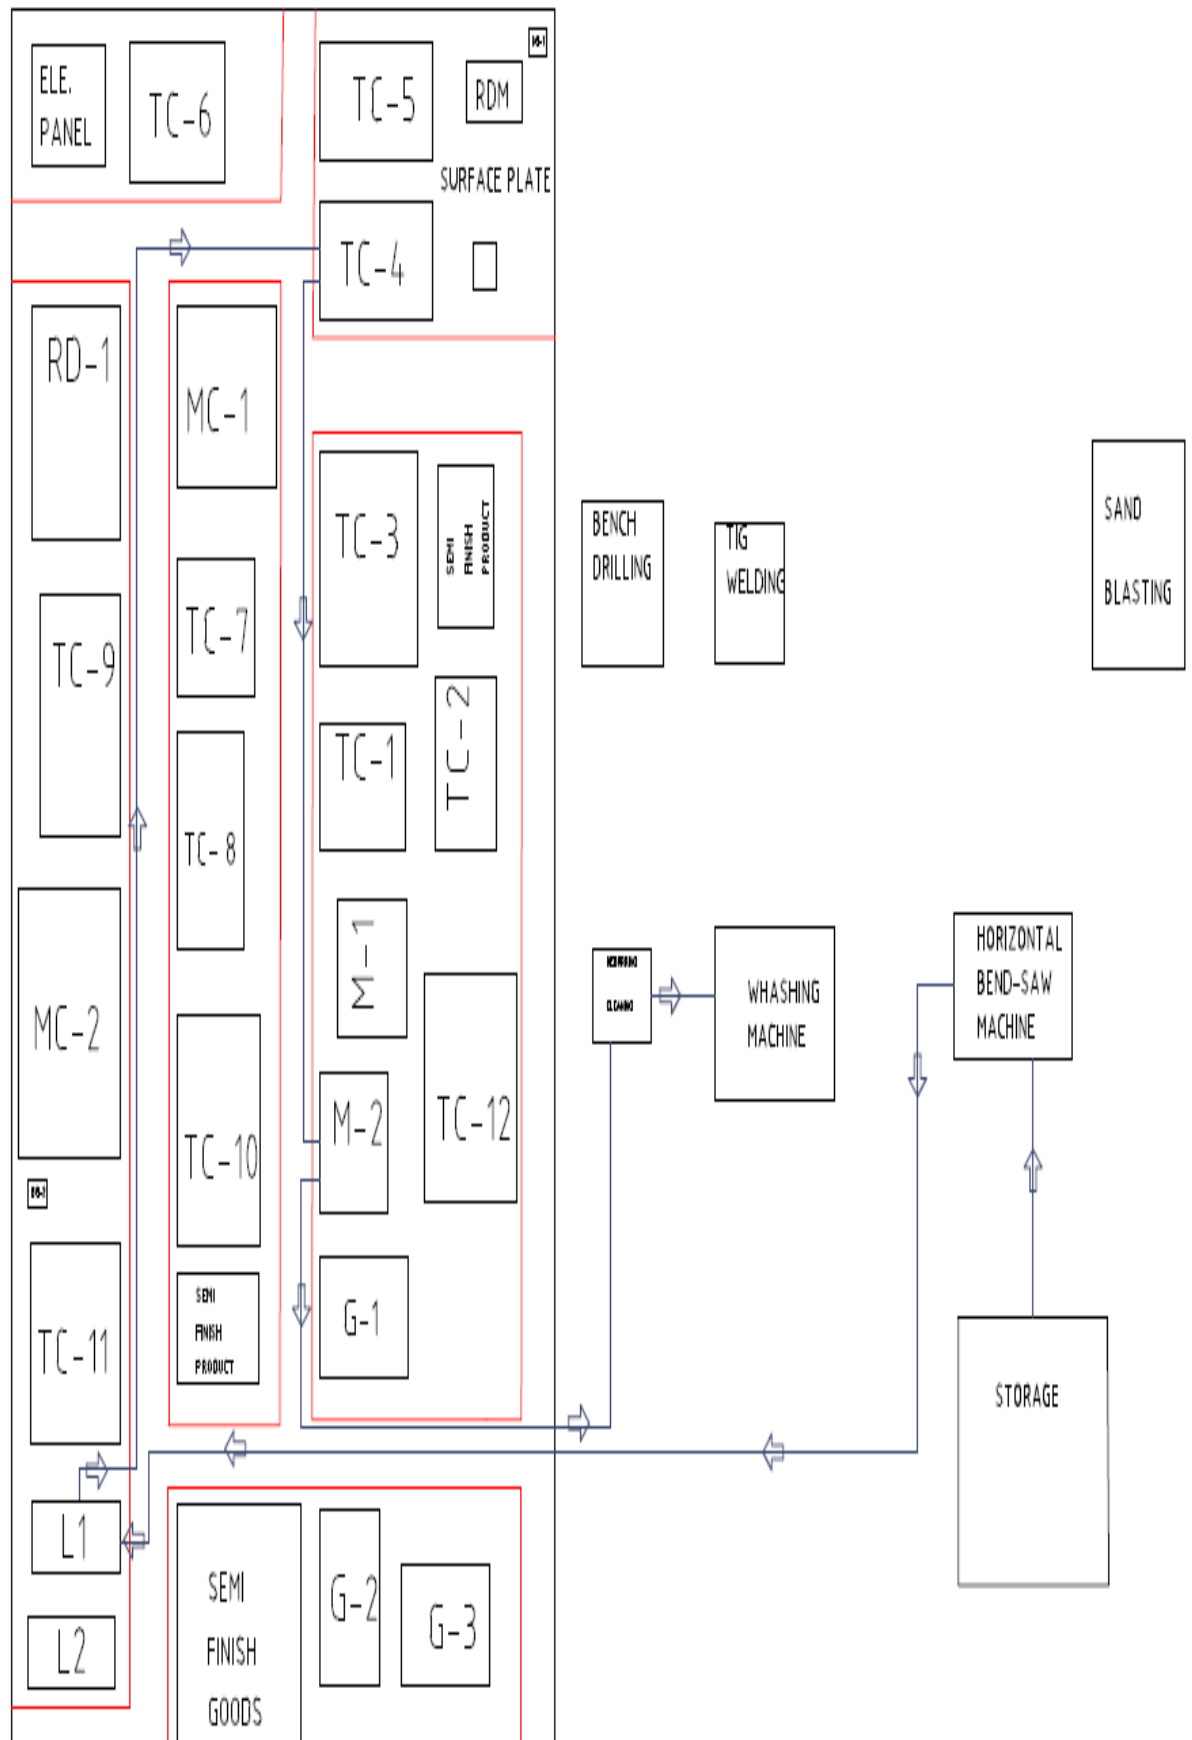 ELE.
PANEL
TC-6
TC-5
RDM
SURFACE PLATE
TC-4
RD-1
MC-1
TC-3
SEMI
FINISH
PRODUCT
BENCH
DRILLING
TIG
WELDING
SAND
BLASTING
TC-7
TC-9
TC-1
TC-2
TC-8
M-1
MC-2
CLEANING
WHASHING
MACHINE
HORIZONTAL
BEND-SAW
MACHINE
M-2
TC-12
TC-10
TC-11
SEMI
FINISH
PRODUCT
G-1
STORAGE
L1
L2
SEMI
FINISH
GOODS
G-2
G-3